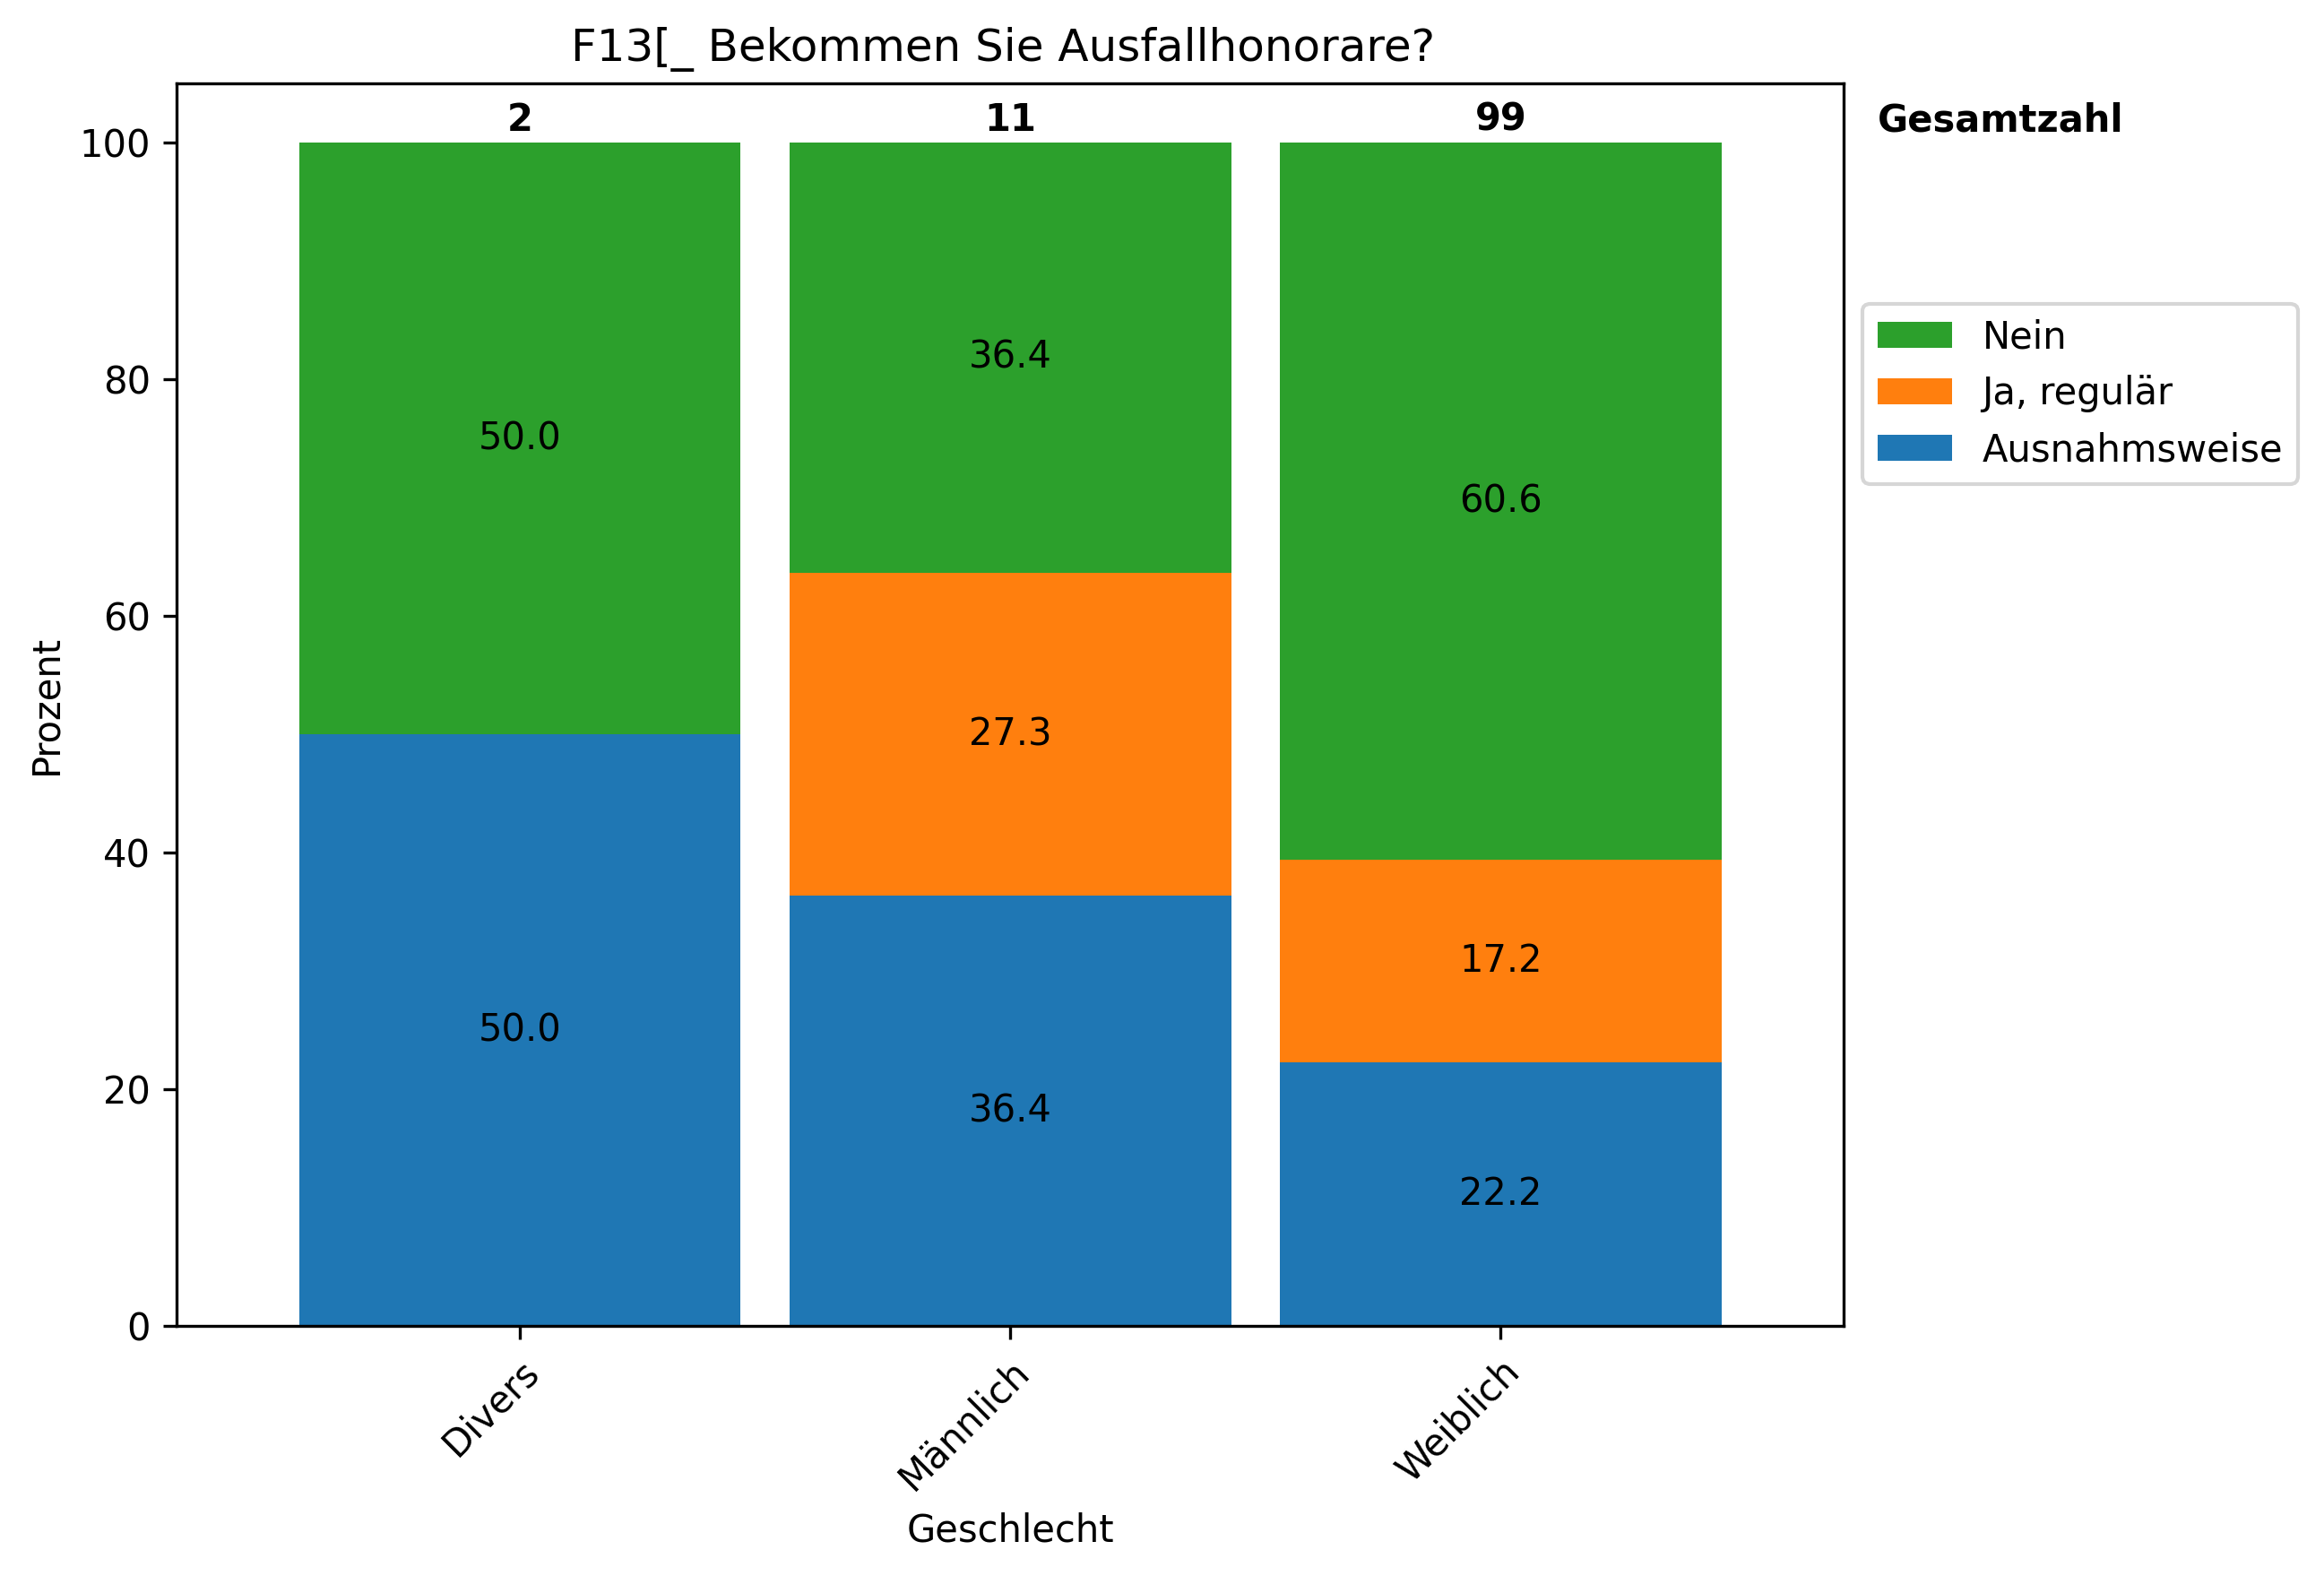 F13[_ Bekommen Sie Ausfallhonorare?
2 11 99 Gesamtzahl
Nein
Ja, regulär
Ausnahmsweise
Prozent
100
80
60
40
20
0
50.0
50.0
36.4
27.3
36.4
60.6
17.2
22.2
Divers
Männlich
Weiblich
Geschlecht